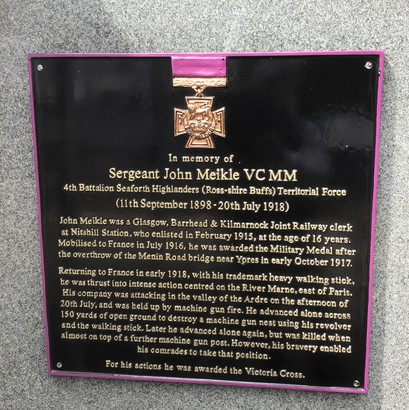 In memory of
Sergeant John Meikle VC MM
4th Battalion Seaforth Highlanders (Ross-shire Buffs) Territorial Force
(11th September 1898 - 20th July 1918)
John Meikle was a Glasgow, Barrhead & Kilmarnock Joint Railway clerk
at Nitshill Station, who enlisted in February 1915, at the age of 16 years.
Mobilised to France in July 1916, he was awarded the Military Medal after
the overthrow of the Menin Road bridge near Ypres in early October 1917.
Returning to France in early 1918, with his trademark heavy walking stick,
he was thrust into intense action centred on the River Marne, east of Paris.
His company was attacking in the valley of the Ardre on the afternoon of
20th July, and was held up by machine gun fire. He advanced alone across
150 yards of open ground to destroy a machine gun nest using his revolver
and the walking stick. Later he advanced alone again, but was killed when
almost on top of a further machine gun post. However, his bravery enabled
his comrades to take that position.
For his actions he was awarded the Victoria Cross.